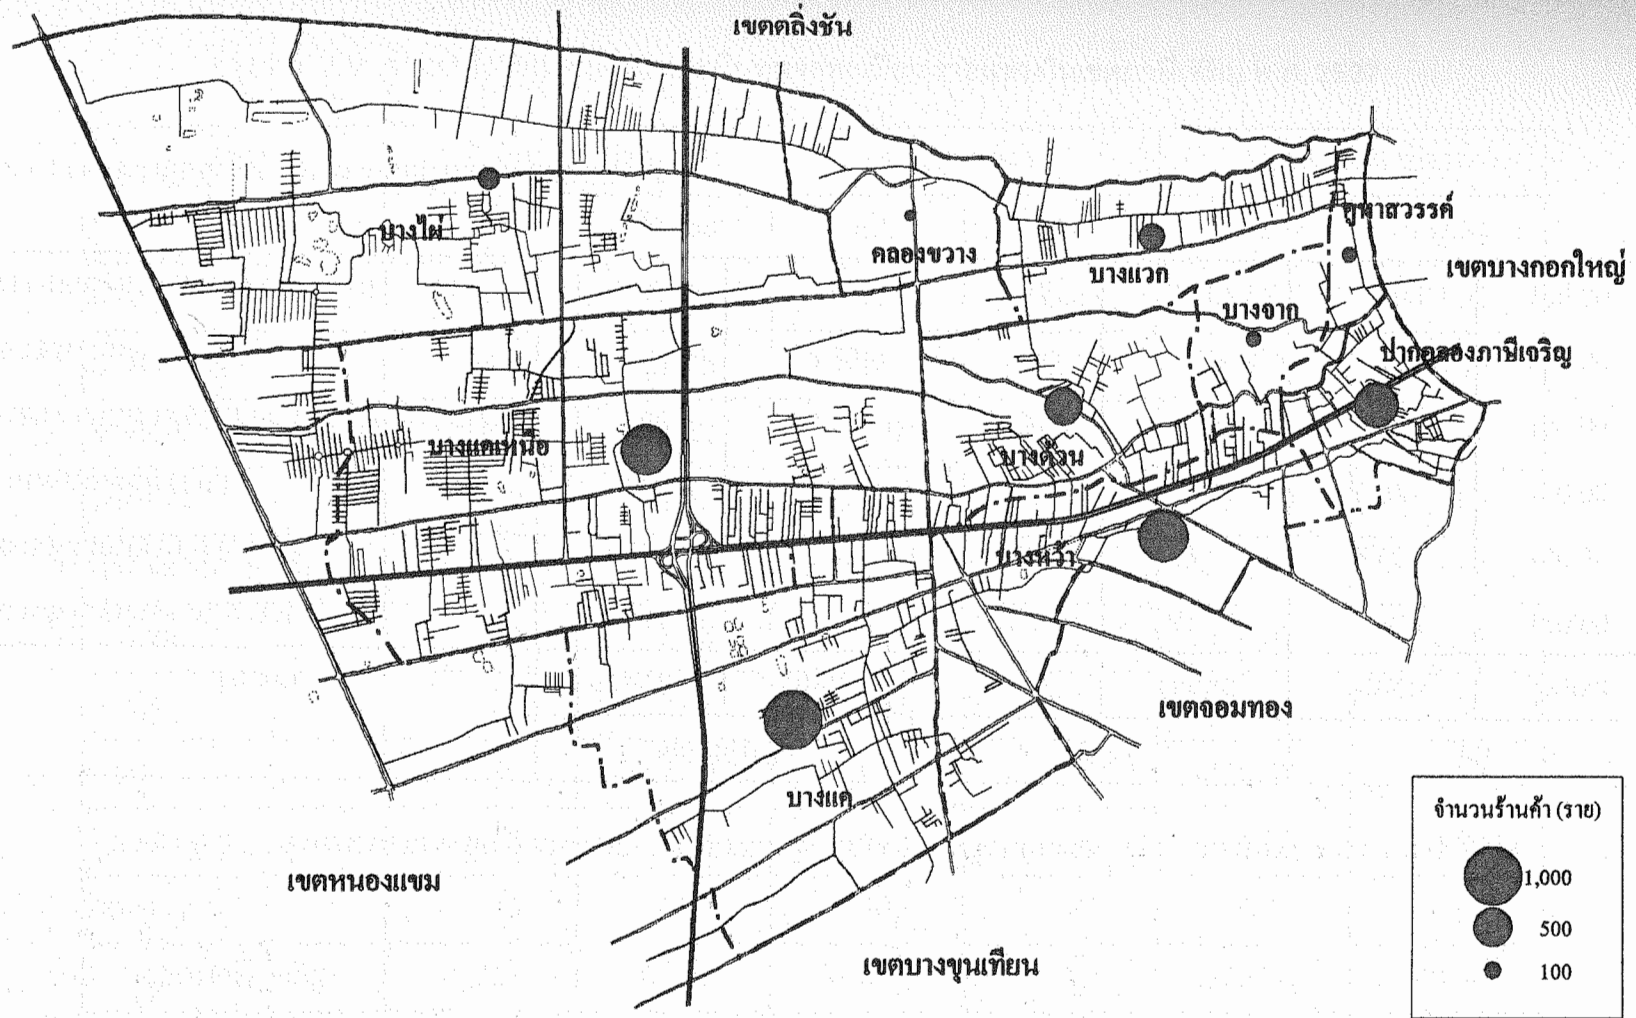 เขตตลิ่งชัน
คูหาสวรรค์
บางไผ่
คลองขวาง
บางแวก
เขตบางกอกใหญ่
บางจาก
ปากคลองภาษีเจริญ
บางแคเหนือ
บางด้วน
บางหว้า
เขตจอมทอง
บางแค
จำนวนร้านค้า (ราย)
1,000
500
100
เขตหนองแขม
เขตบางขุนเทียน